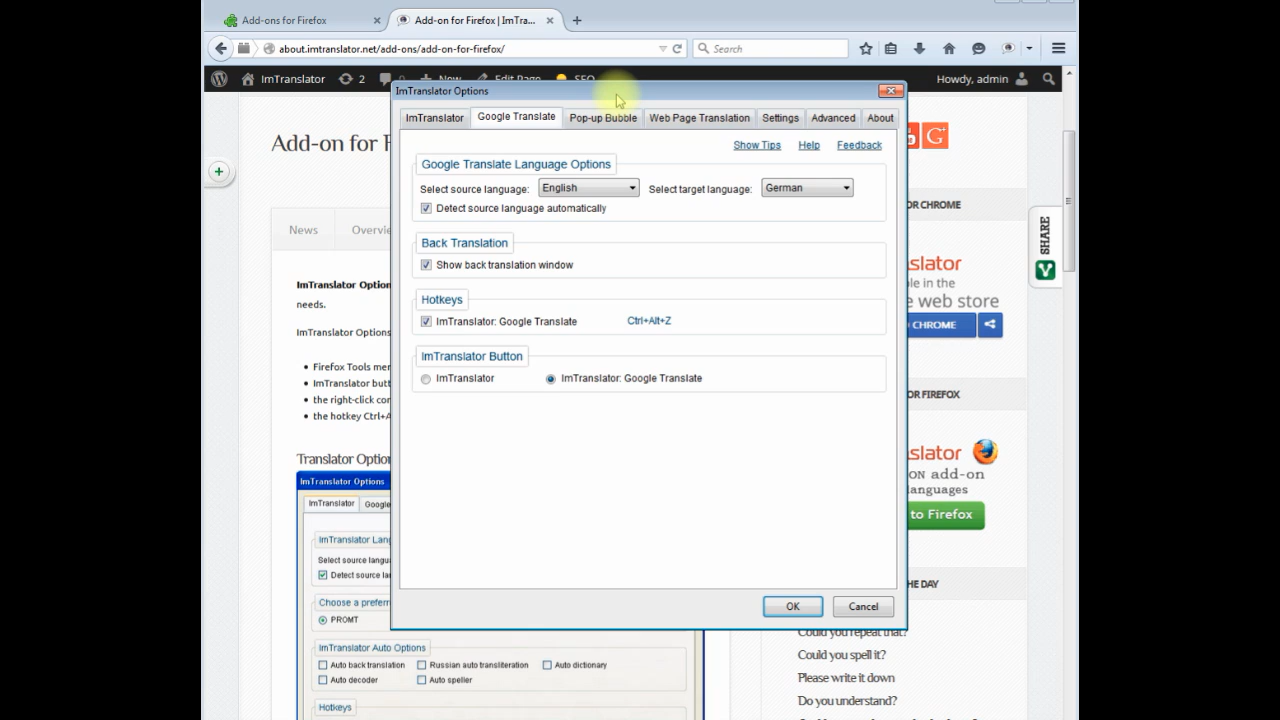 Add-ons for Firefox
Add-on for Firefox | ImTra...
about.imtranslator.net/add-ons/add-on-for-firefox/
Search
ImTranslator
2
0
New
Edit Page
SEO
Howdy, admin
ImTranslator Options
ImTranslator
Google Translate
Pop-up Bubble
Web Page Translation
Settings
Advanced
About
Show Tips
Help
Feedback
Google Translate Language Options
Select source language:
English
Select target language:
German
Detect source language automatically
Back Translation
Show back translation window
Hotkeys
ImTranslator: Google Translate
Ctrl+Alt+Z
ImTranslator Button
ImTranslator
ImTranslator: Google Translate
OK
Cancel
Add-on for F
News
Overvie
ImTranslator Option
needs.
ImTranslator Options
Firefox Tools men
ImTranslator butt
the right-click con
the hotkey Ctrl+A
Translator Option
ImTranslator Options
ImTranslator
Google
ImTranslator Lang
Select source langua
Detect source la
Choose a preferr
PROMT
ImTranslator Auto Options
Auto back translation
Russian auto transliteration
Auto dictionary
Auto decoder
Auto speller
Hotkeys
G+
OR CHROME
slator
le in the
e web store
CHROME
SHARE
OR FIREFOX
slator
ON add-on
languages
to Firefox
HE DAY
Could you repeat that?
Could you spell it?
Please write it down
Do you understand?